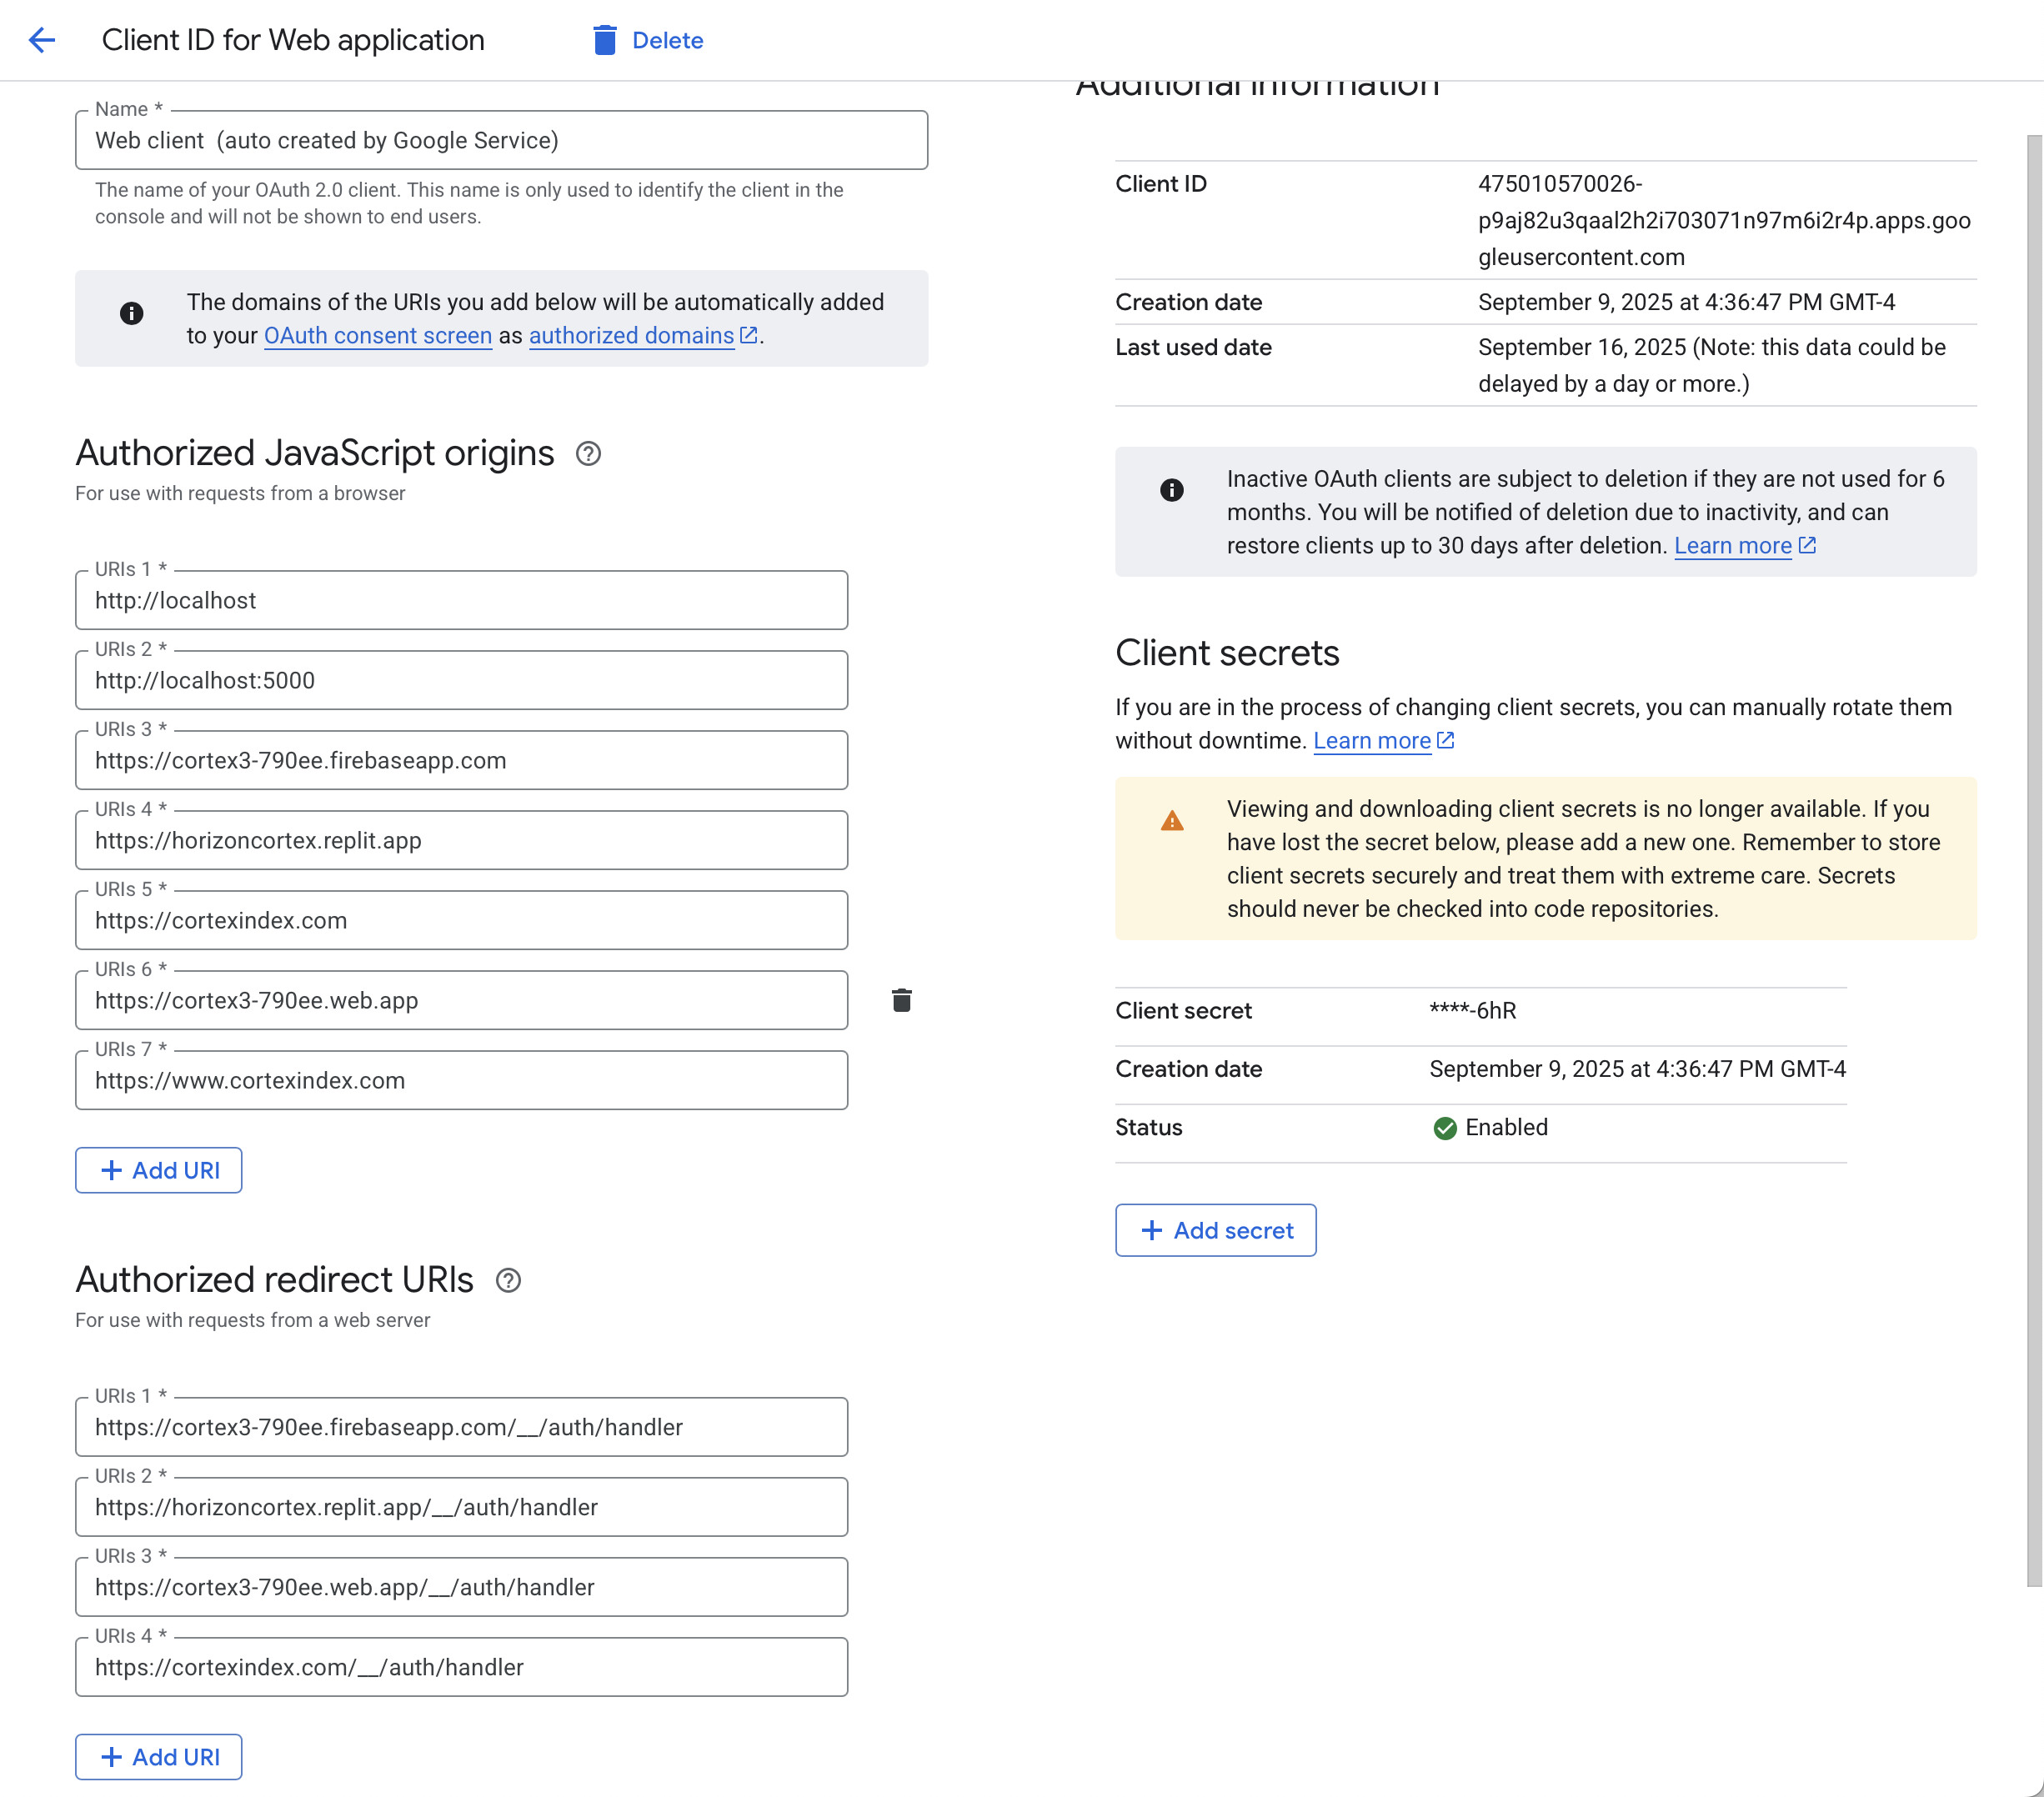 Client ID for Web application
Delete
Name *
Web client  (auto created by Google Service)
The name of your OAuth 2.0 client. This name is only used to identify the client in the
console and will not be shown to end users.
The domains of the URIs you add below will be automatically added
to your OAuth consent screen as authorized domains.
Authorized JavaScript origins
For use with requests from a browser
URIs 1 *
http://localhost
URIs 2 *
http://localhost:5000
URIs 3 *
https://cortex3-790ee.firebaseapp.com
URIs 4 *
https://horizoncortex.replit.app
URIs 5 *
https://cortexindex.com
URIs 6 *
https://cortex3-790ee.web.app
URIs 7 *
https://www.cortexindex.com
+ Add URI
Authorized redirect URIs
For use with requests from a web server
URIs 1 *
https://cortex3-790ee.firebaseapp.com/__/auth/handler
URIs 2 *
https://horizoncortex.replit.app/__/auth/handler
URIs 3 *
https://cortex3-790ee.web.app/__/auth/handler
URIs 4 *
https://cortexindex.com/__/auth/handler
+ Add URI
Additional information
Client ID
475010570026-
p9aj82u3qaal2h2i703071n97m6i2r4p.apps.goo
gleusercontent.com
Creation date
September 9, 2025 at 4:36:47 PM GMT-4
Last used date
September 16, 2025 (Note: this data could be
delayed by a day or more.)
Inactive OAuth clients are subject to deletion if they are not used for 6
months. You will be notified of deletion due to inactivity, and can
restore clients up to 30 days after deletion. Learn more
Client secrets
If you are in the process of changing client secrets, you can manually rotate them
without downtime. Learn more
Viewing and downloading client secrets is no longer available. If you
have lost the secret below, please add a new one. Remember to store
client secrets securely and treat them with extreme care. Secrets
should never be checked into code repositories.
Client secret
****-6hR
Creation date
September 9, 2025 at 4:36:47 PM GMT-4
Status
Enabled
+ Add secret